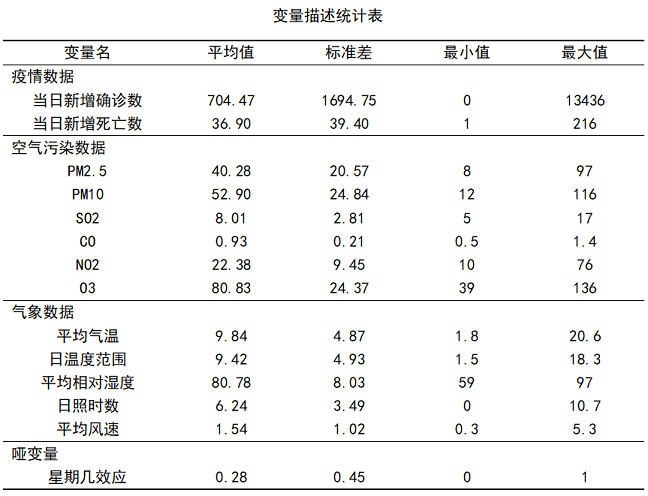 变量描述统计表
变量名 平均值 标准差 最小值 最大值
疫情数据
当日新增确诊数 704.47 1694.75 0 13436
当日新增死亡数 36.90 39.40 1 216
空气污染数据
PM2.5 40.28 20.57 8 97
PM10 52.90 24.84 12 116
SO2 8.01 2.81 5 17
CO 0.93 0.21 0.5 1.4
NO2 22.38 9.45 10 76
O3 80.83 24.37 39 136
气象数据
平均气温 9.84 4.87 1.8 20.6
日温度范围 9.42 4.93 1.5 18.3
平均相对湿度 80.78 8.03 59 97
日照时数 6.24 3.49 0 10.7
平均风速 1.54 1.02 0.3 5.3
哑变量
星期几效应 0.28 0.45 0 1